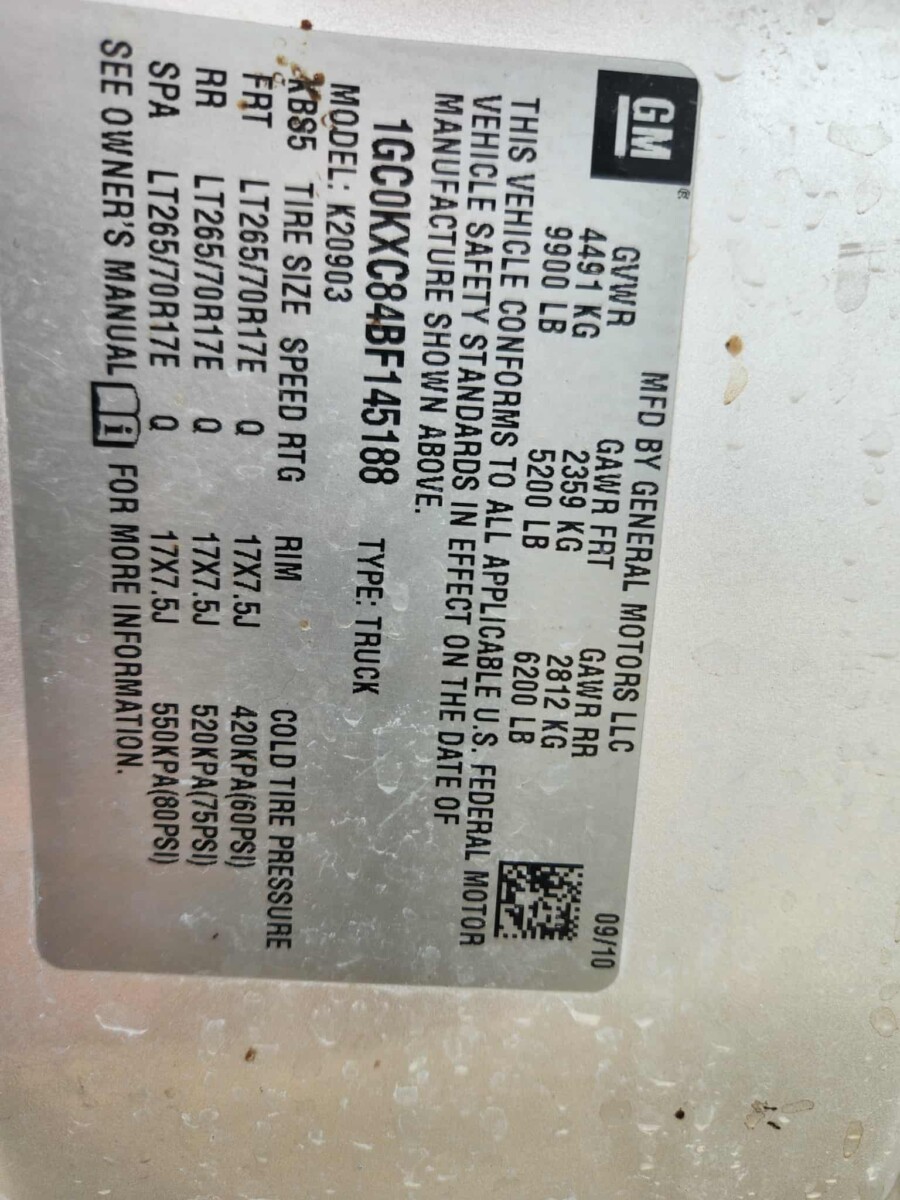 GM®
MFD BY GENERAL MOTORS LLC 09/10
GVWR GAWR FRT GAWR RR
4491 KG 2359 KG 2812 KG
9900 LB 5200 LB 6200 LB
THIS VEHICLE CONFORMS TO ALL APPLICABLE U.S. FEDERAL MOTOR
VEHICLE SAFETY STANDARDS IN EFFECT ON THE DATE OF
MANUFACTURE SHOWN ABOVE.
1GC0KXC84BF145188 TYPE: TRUCK
MODEL: K20903
KBS5 TIRE SIZE SPEED RTG RIM COLD TIRE PRESSURE
FRT LT265/70R17E Q 17X7.5J 420KPA(60PSI)
RR LT265/70R17E Q 17X7.5J 520KPA(75PSI)
SPA LT265/70R17E Q 17X7.5J 550KPA(80PSI)
SEE OWNER'S MANUAL i FOR MORE INFORMATION.